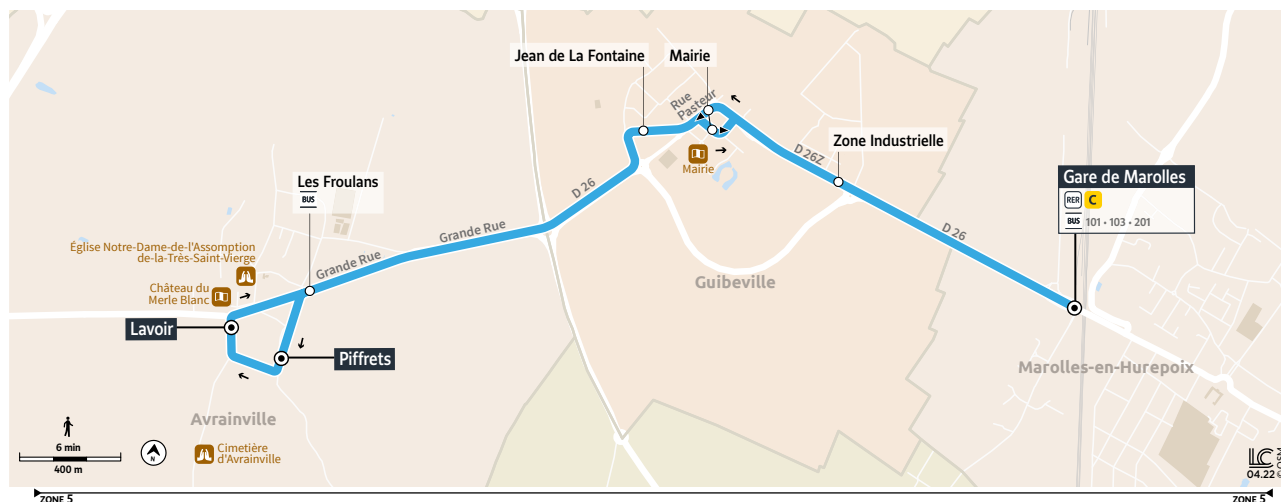 Jean de La Fontaine
Mairie
Rue
Pasteur
Zone Industrielle
D 26Z
Mairie
Gare de Marolles
RER C
BUS 101 • 103 • 201
Les Froulans
BUS
D 26
D 26
Grande Rue
Grande Rue
Église Notre-Dame-de-l'Assomption
de-la-Très-Saint-Vierge
Château du
Merle Blanc
Guibeville
Lavoir
Piffrets
Marolles-en-Hurepoix
Avrainville
Cimetière
d'Avrainville
6 min
400 m
N
LC
04.22 © OSM
ZONE 5
ZONE 5